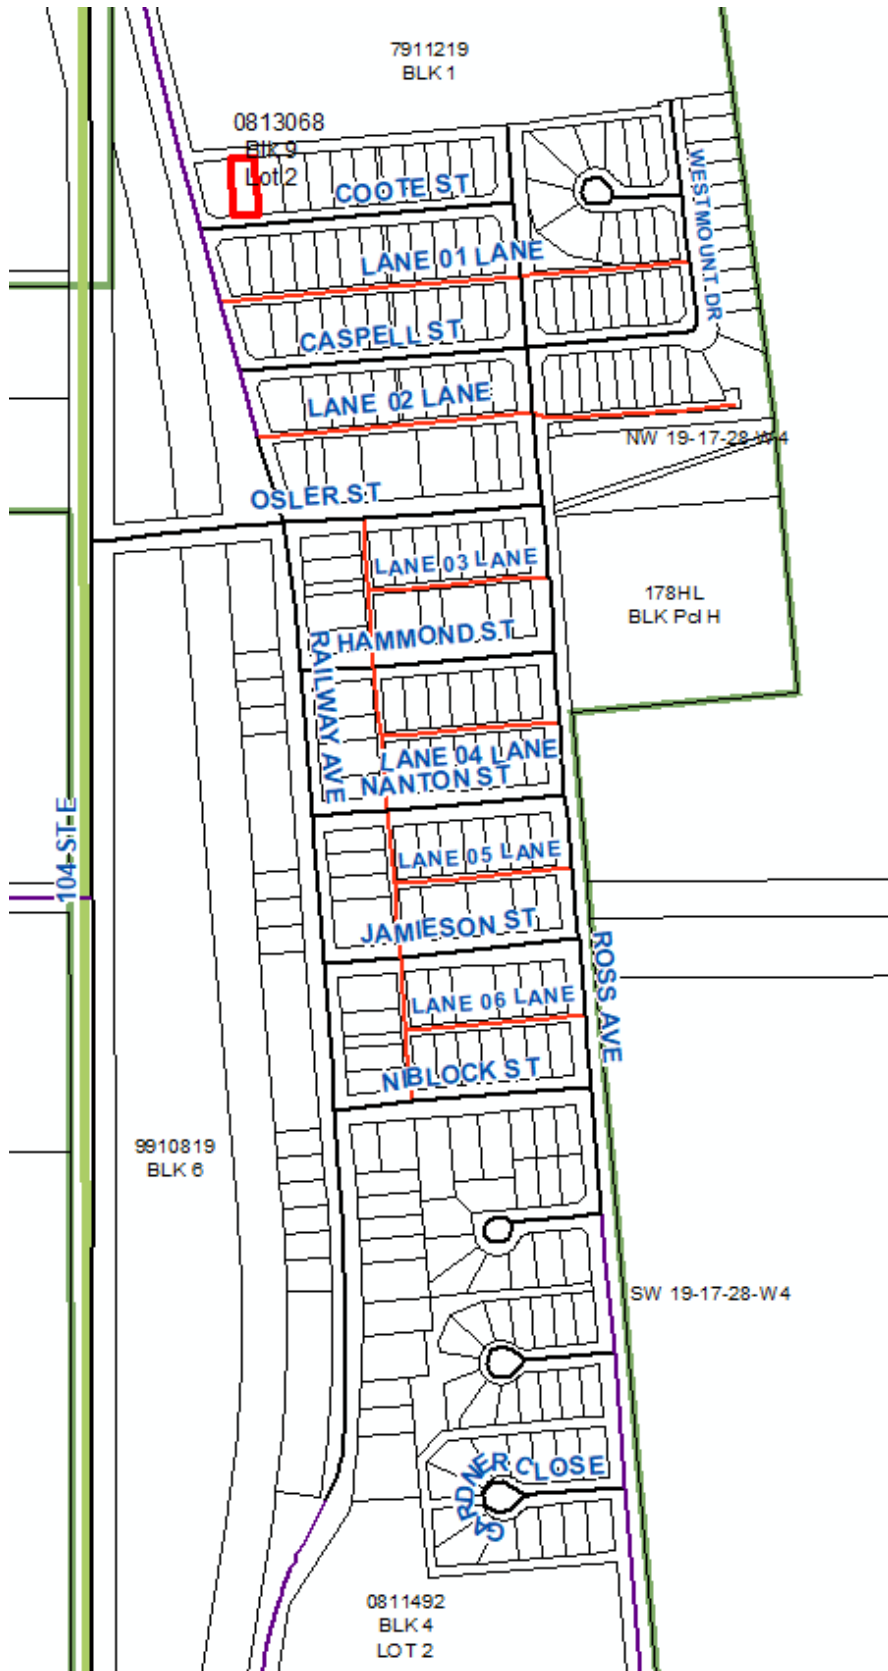 7911219
BLK 1
0813068
Blk 9
Lot 2
COOTE ST
WESTMOUNT DR
LANE 01 LANE
CASPELL ST
LANE 02 LANE
NW 19-17-28-W4
OSLER ST
LANE 03 LANE
178HL
BLK Pcl H
HAMMOND ST
RAILWAY AVE
LANE 04 LANE
NANTON ST
104-ST-E
LANE 05 LANE
JAMIESON ST
ROSS AVE
LANE 06 LANE
NIBLOCK ST
9910819
BLK 6
SW 19-17-28-W4
GARDNER CLOSE
0811492
BLK 4
LOT 2